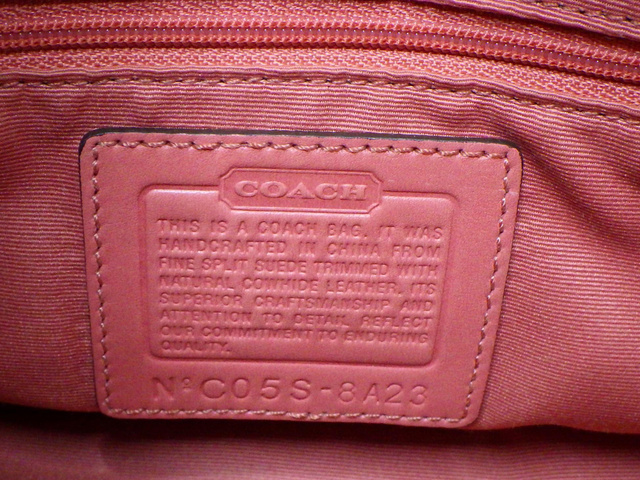 COACH
THIS IS A COACH BAG. IT WAS
HANDCRAFTED IN CHINA FROM
FINE SPLIT SUEDE TRIMMED WITH
NATURAL COWHIDE LEATHER. ITS
SUPERIOR CRAFTSMANSHIP AND
ATTENTION TO DETAIL REFLECT
OUR COMMITMENT TO ENDURING
QUALITY.
Nº C05S-8A23